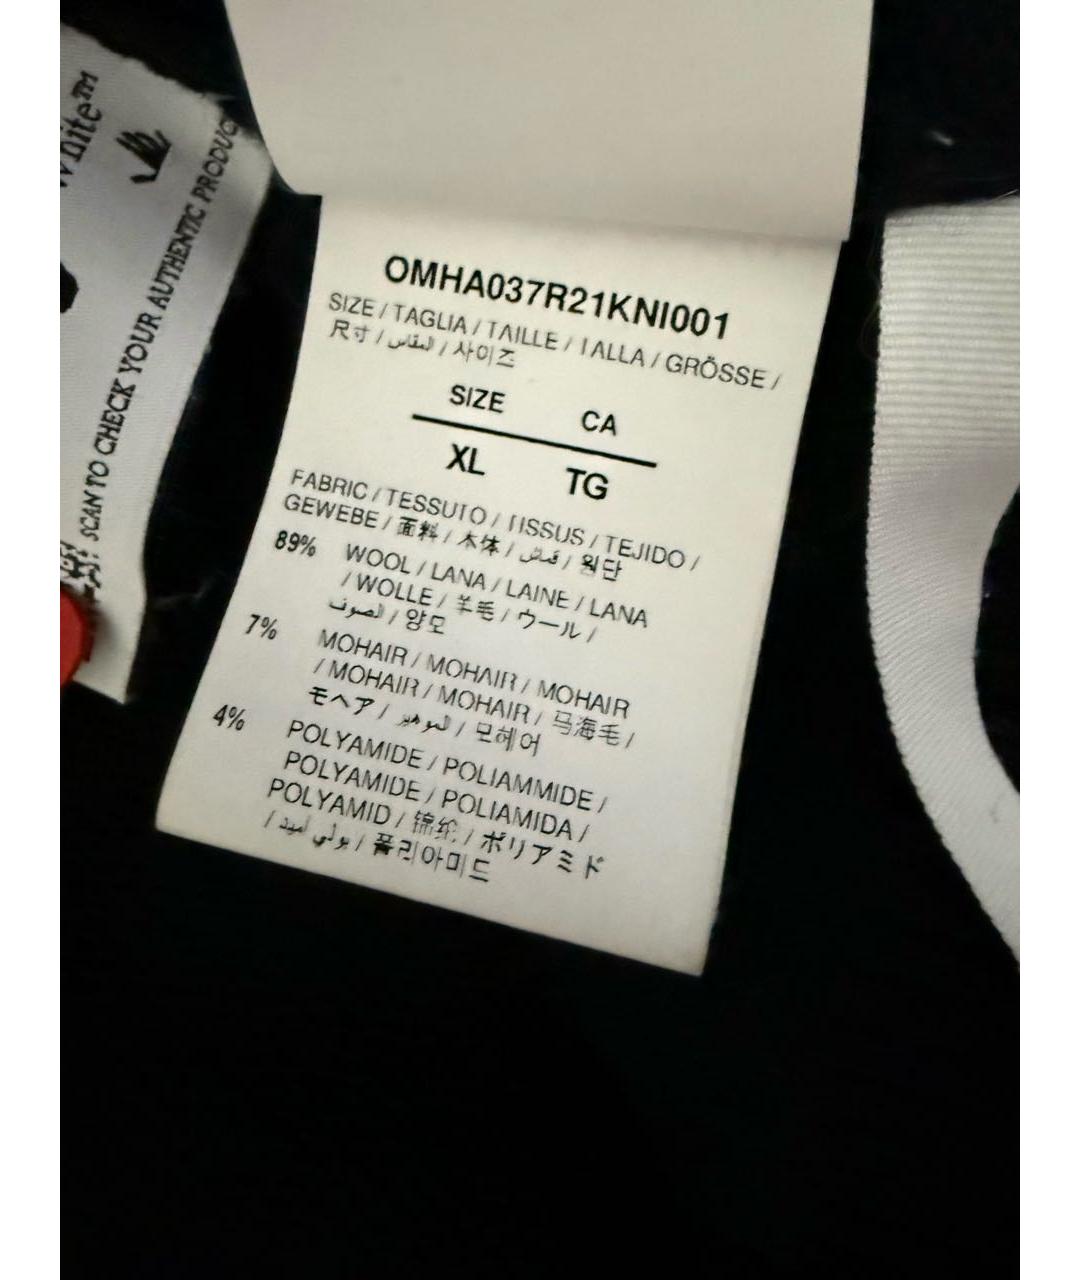 SCAN TO CHECK YOUR AUTHENTIC
OMHA037R21KNI001
SIZE / TAGLIA / TAILLE / TALLA / GRÖSSE /
尺寸 / المقاس / 사이즈
SIZE CA
XL TG
FABRIC / TESSUTO / TISSUS / TEJIDO /
GEWEBE / 面料 / 木体 / قماش / 원단
89% WOOL / LANA / LAINE / LANA
/ WOLLE / 羊毛 / ウール /
الصوف / 양모
7% MOHAIR / MOHAIR / MOHAIR
/ MOHAIR / MOHAIR / 马海毛 /
モヘア / الموهير / 모헤어
4% POLYAMIDE / POLIAMMIDE /
POLYAMIDE / POLIAMIDA /
POLYAMID / 锦纶 / ポリアミド
/ بولي أميد / 폴리아미드